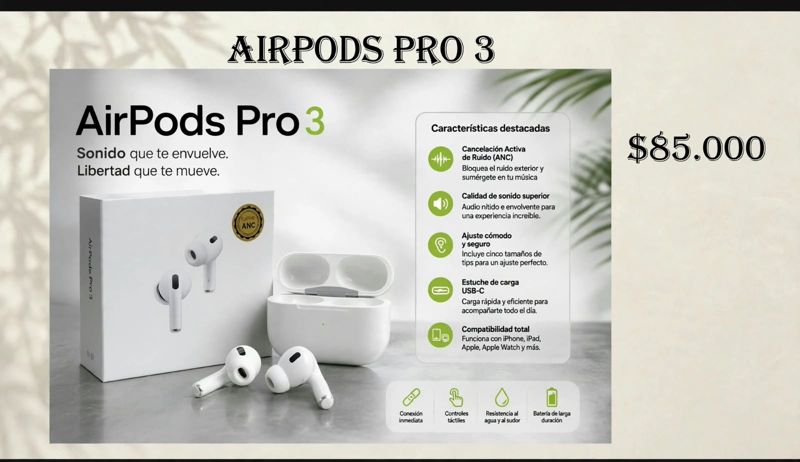 AIRPODS PRO 3
AirPods Pro 3
Sonido que te envuelve.
Libertad que te mueve.
AirPods Pro 3
ANC
Características destacadas
Cancelación Activa
de Ruido (ANC)
Bloquea el ruido exterior y
sumérgete en tu música
Calidad de sonido superior
Audio nítido e envolvente para
una experiencia increíble.
Ajuste cómodo
y seguro
Incluye cinco tamaños de
tips para un ajuste perfecto.
Estuche de carga
USB-C
Carga rápida y eficiente para
acompañarte todo el día.
Compatibilidad total
Funciona con iPhone, iPad,
Apple, Apple Watch y más.
Conexión
inmediata
Controles
táctiles
Resistencia al
agua y al sudor
Batería de larga
duración
$85.000